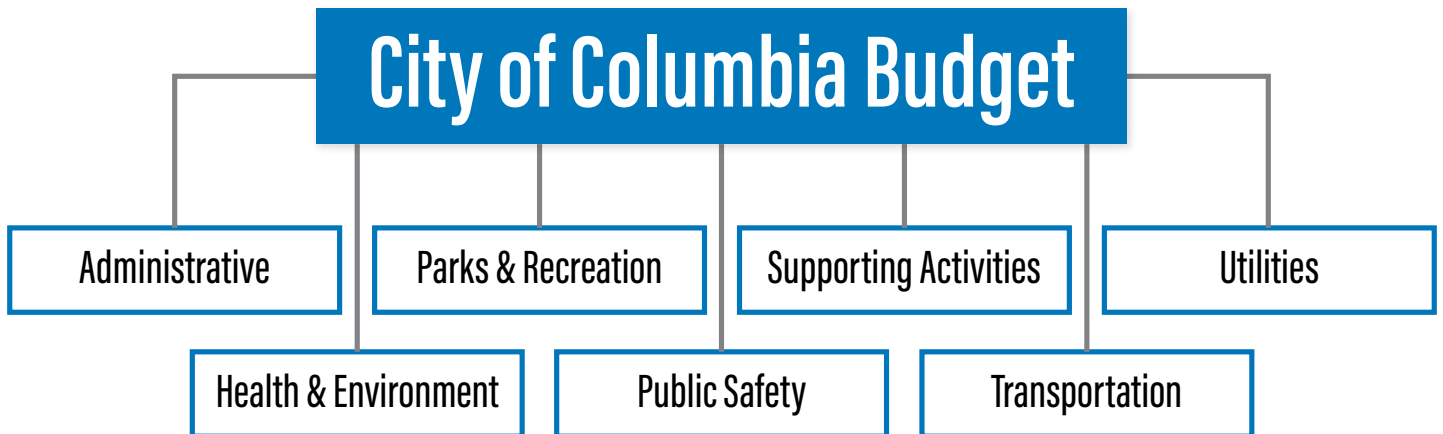 City of Columbia Budget
Administrative
Parks & Recreation
Supporting Activities
Utilities
Health & Environment
Public Safety
Transportation